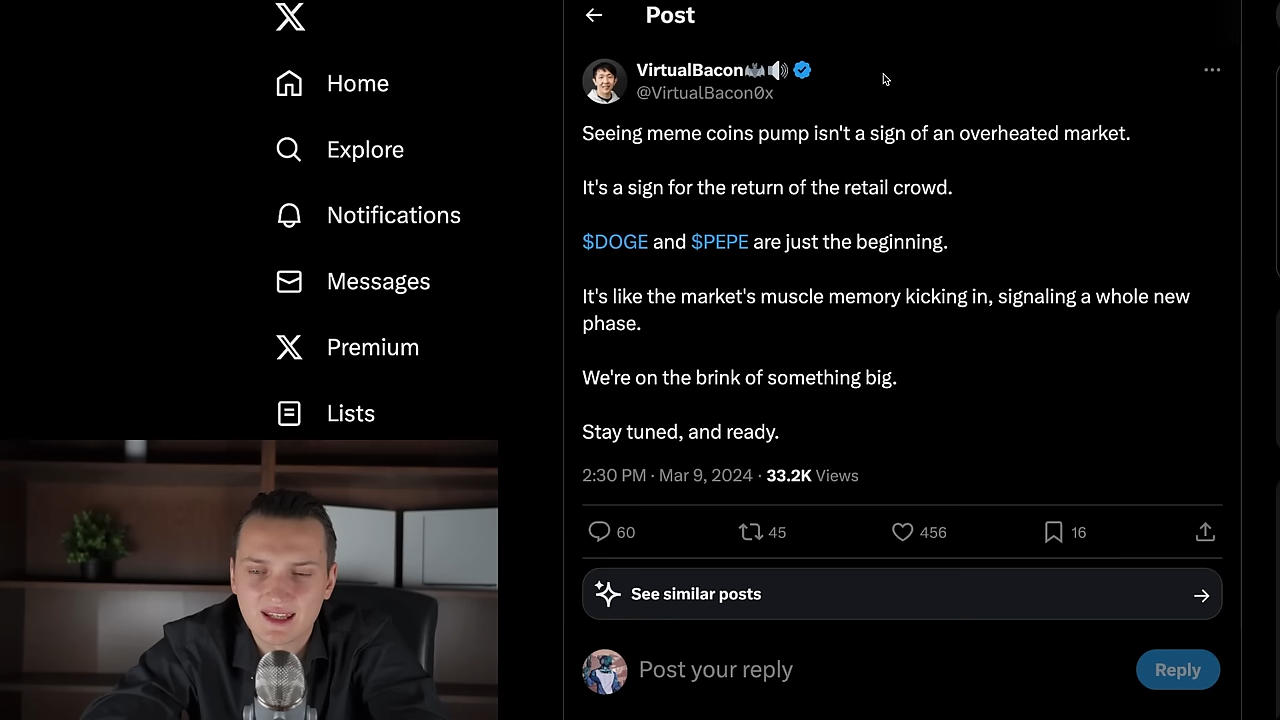 Home
Explore
Notifications
Messages
Premium
Lists
Post
VirtualBacon🦇🔊
@VirtualBacon0x
Seeing meme coins pump isn't a sign of an overheated market.
It's a sign for the return of the retail crowd.
$DOGE and $PEPE are just the beginning.
It's like the market's muscle memory kicking in, signaling a whole new
phase.
We're on the brink of something big.
Stay tuned, and ready.
2:30 PM · Mar 9, 2024 · 33.2K Views
60 45 456 16
See similar posts
Post your reply
Reply